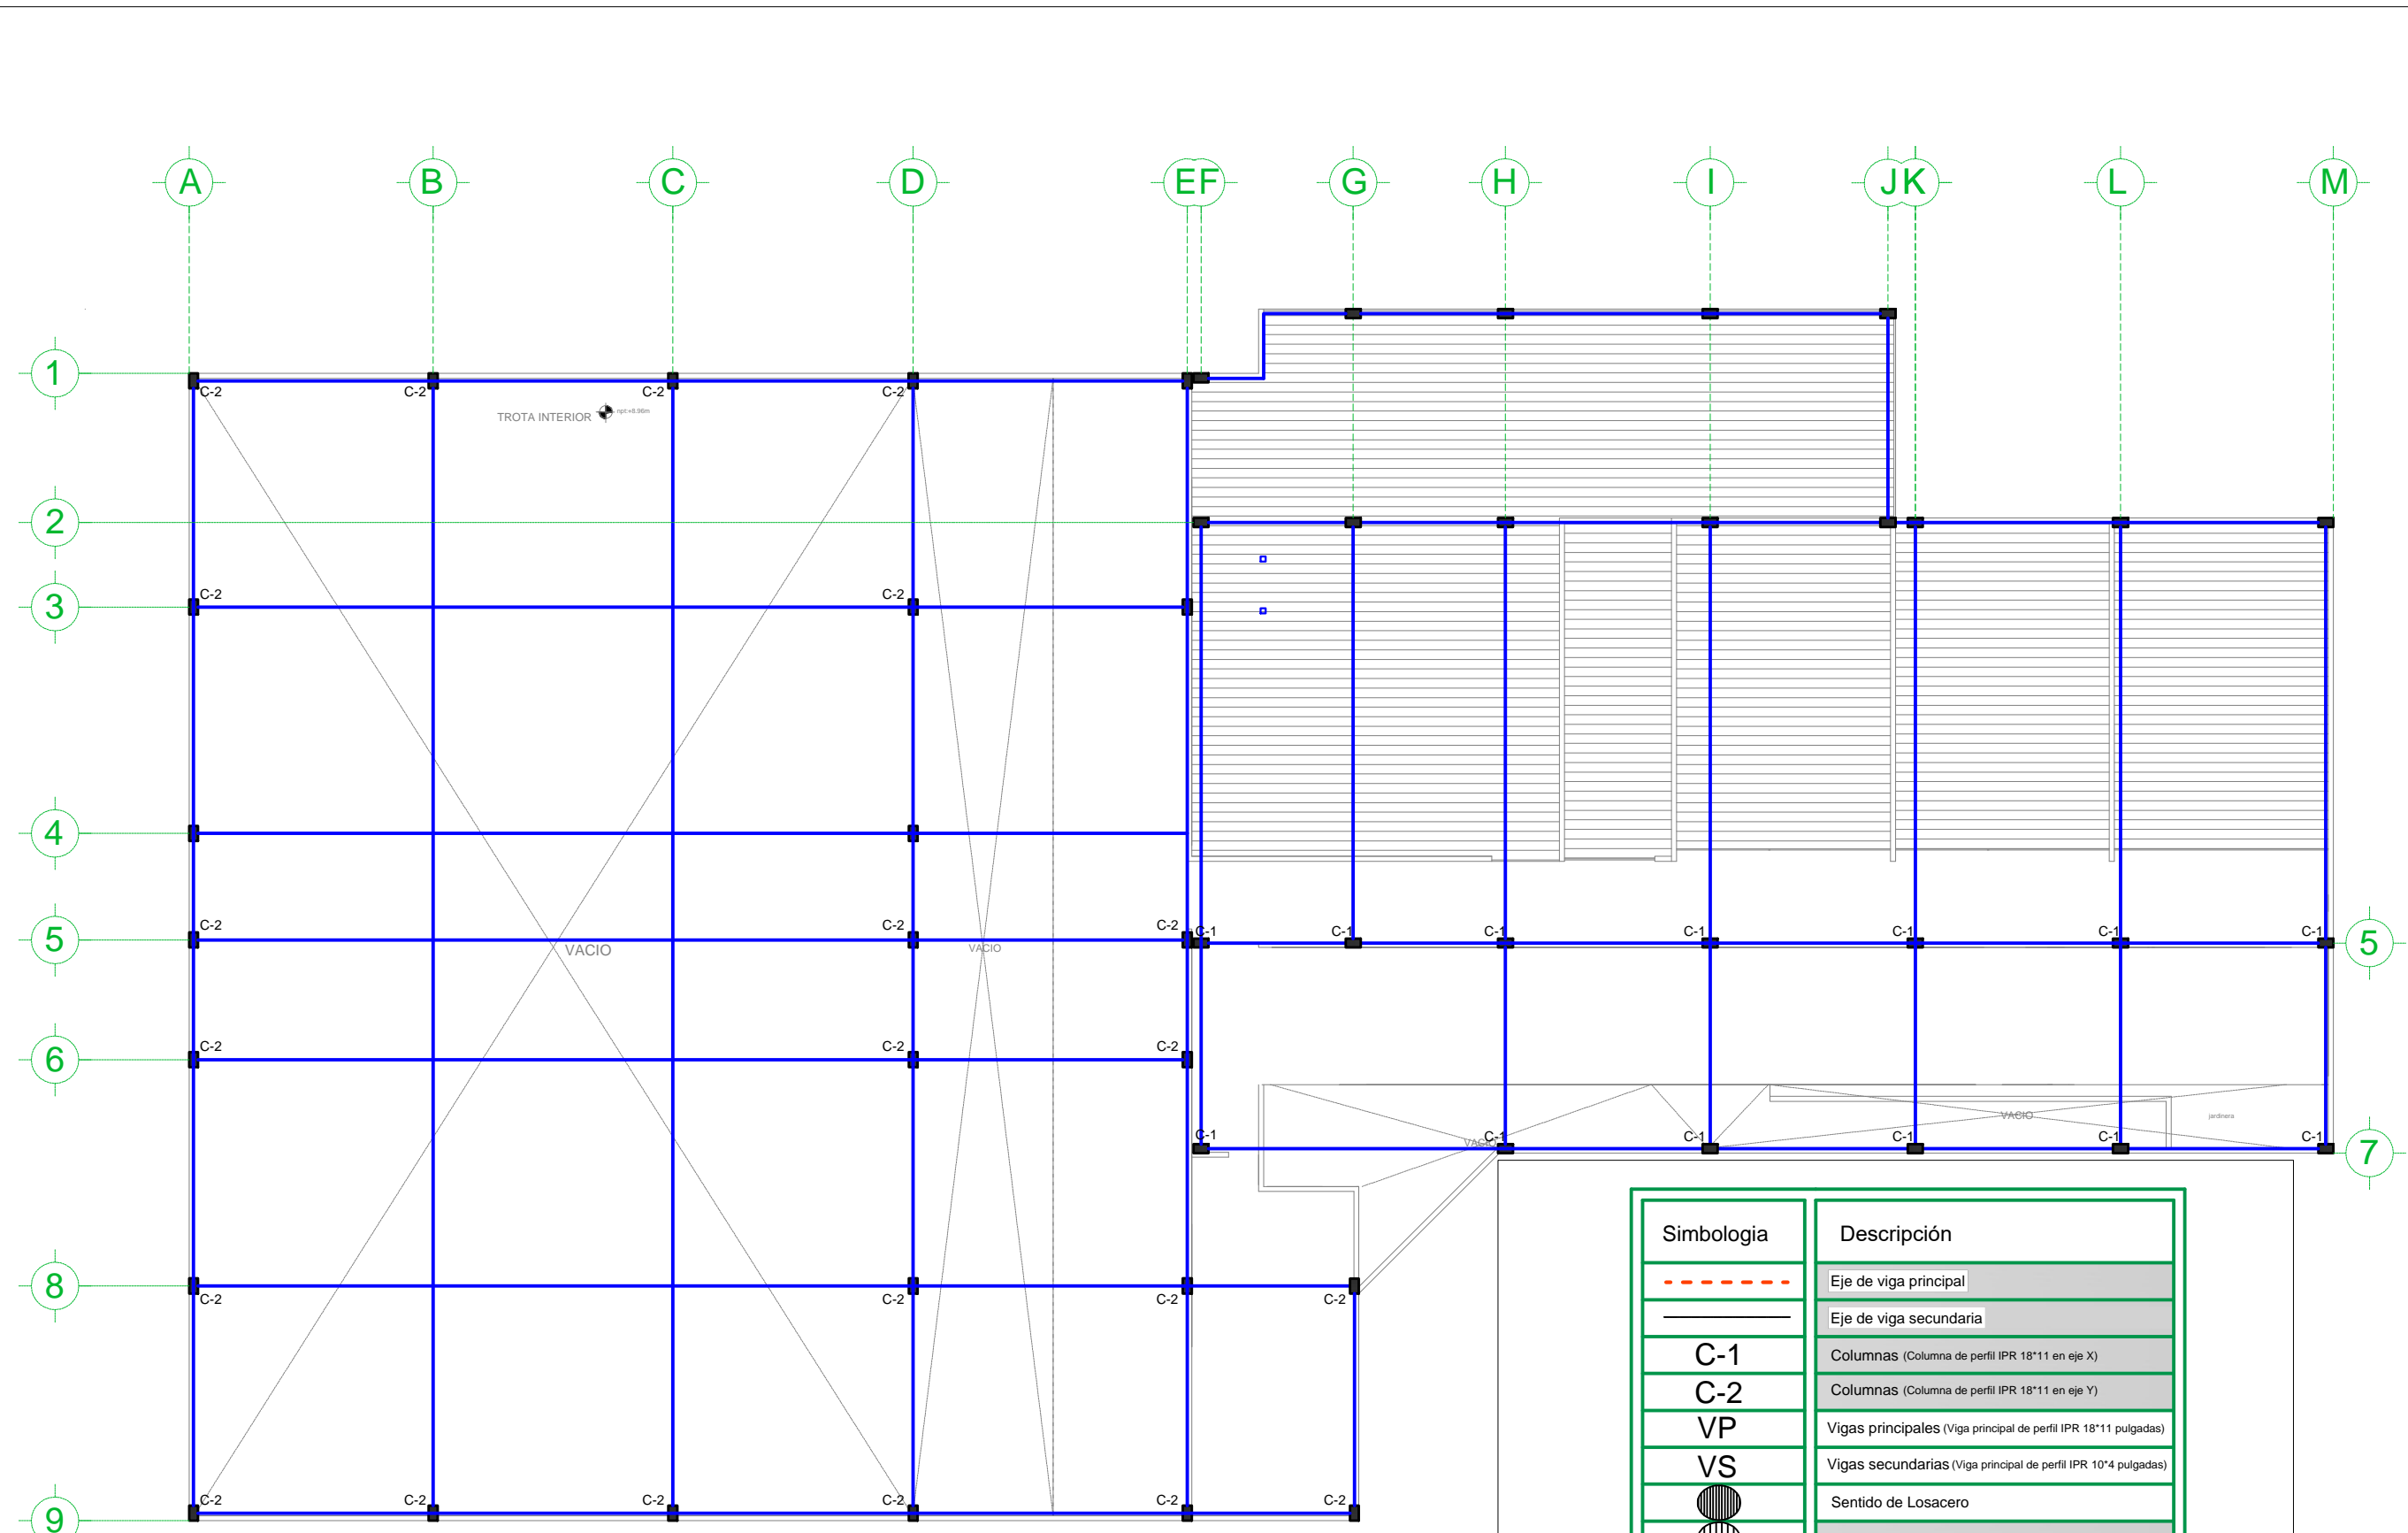 A B C D E F G H I J K L M
1
C-2 C-2 C-2 C-2
TROTA INTERIOR npt:+8.96m
2
3 C-2 C-2
4
5 C-2 C-2 C-2 C-1 C-1 C-1 C-1 C-1 C-1 C-1 5
VACIO VACIO
6 C-2 C-2 C-2
VACIO jardinera
C-1 VACIO C-1 C-1 C-1 C-1 C-1 7
8
C-2 C-2 C-2 C-2
9 C-2 C-2 C-2 C-2 C-2 C-2
Simbologia Descripción
Eje de viga principal
Eje de viga secundaria
C-1 Columnas (Columna de perfil IPR 18*11 en eje X)
C-2 Columnas (Columna de perfil IPR 18*11 en eje Y)
VP Vigas principales (Viga principal de perfil IPR 18*11 pulgadas)
VS Vigas secundarias (Viga principal de perfil IPR 10*4 pulgadas)
Sentido de Losacero